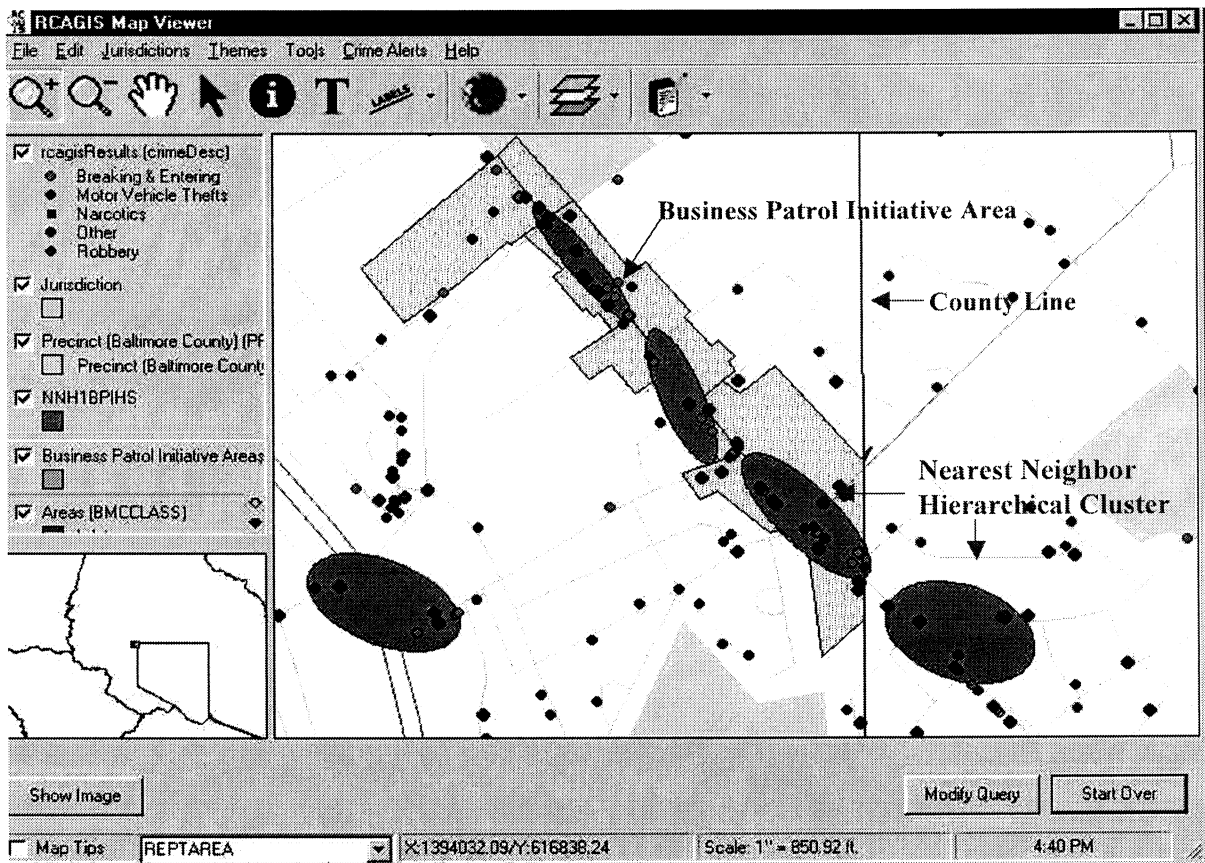 RCAGIS Map Viewer
File Edit Jurisdictions Themes Tools Crime Alerts Help
T LABELS
rcagisResults (crimeDesc)
Breaking & Entering
Motor Vehicle Thefts
Narcotics
Other
Robbery
Jurisdiction
Precinct (Baltimore County) (PF
Precinct (Baltimore County
NNH1BPIHS
Business Patrol Initiative Areas
Areas (BMCCLASS)
Business Patrol Initiative Area
County Line
Nearest Neighbor
Hierarchical Cluster
Show Image
Modify Query
Start Over
Map Tips
REPTAREA
X:1394032.09/Y:616838.24
Scale: 1" = 850.92 ft.
4:40 PM